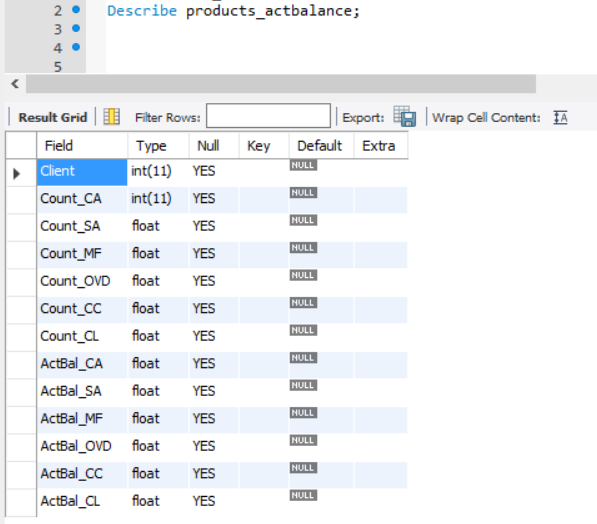 2 Describe products_actbalance;
3
4
5
Result Grid Filter Rows: Export: Wrap Cell Content: IA
Field Type Null Key Default Extra
Client int(11) YES NULL
Count_CA int(11) YES NULL
Count_SA float YES NULL
Count_MF float YES NULL
Count_OVD float YES NULL
Count_CC float YES NULL
Count_CL float YES NULL
ActBal_CA float YES NULL
ActBal_SA float YES NULL
ActBal_MF float YES NULL
ActBal_OVD float YES NULL
ActBal_CC float YES NULL
ActBal_CL float YES NULL